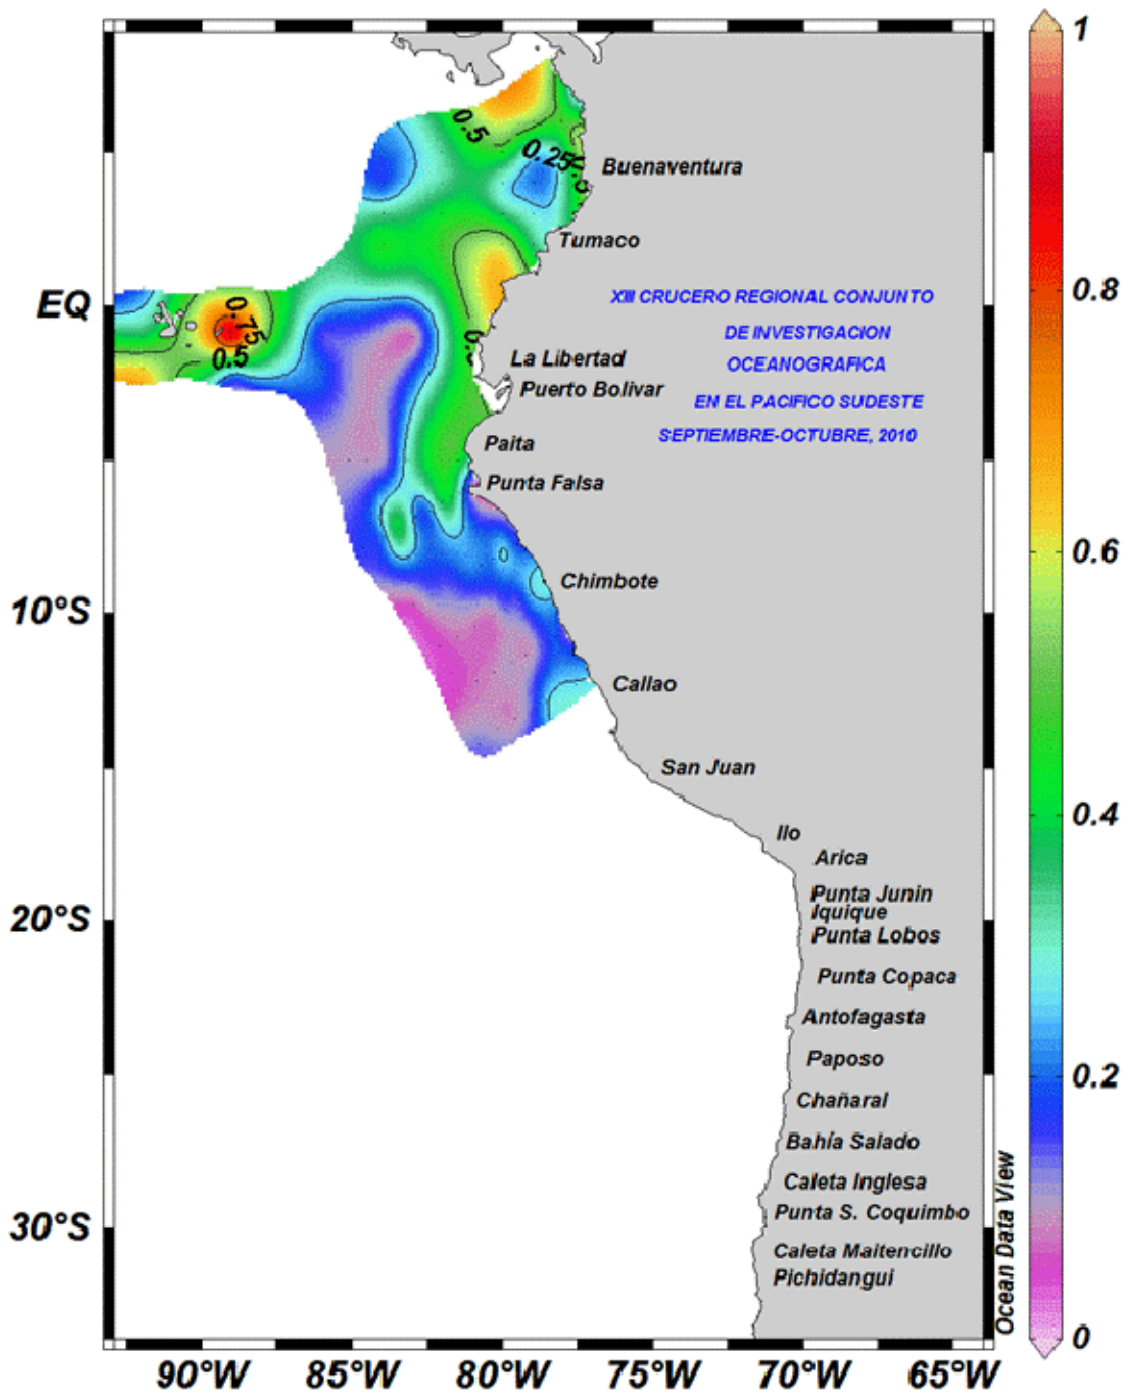 1
0.5
0.25
0.5
Buenaventura
Tumaco
EQ
XIII CRUCERO REGIONAL CONJUNTO
0.8
0.75
DE INVESTIGACION
0.5
La Libertad
OCEANOGRAFICA
Puerto Bolivar
EN EL PACIFICO SUDESTE
Paita
SEPTIEMBRE-OCTUBRE, 2010
Punta Falsa
0.6
Chimbote
10°S
Callao
San Juan
0.4
Ilo
Arica
Punta Junin
Iquique
20°S
Punta Lobos
Punta Copaca
Antofagasta
Paposo
0.2
Chañaral
Bahía Salado
Caleta Inglesa
Punta S. Coquimbo
30°S
Caleta Maitencillo
Pichidangui
Ocean Data View
0
90°W 85°W 80°W 75°W 70°W 65°W